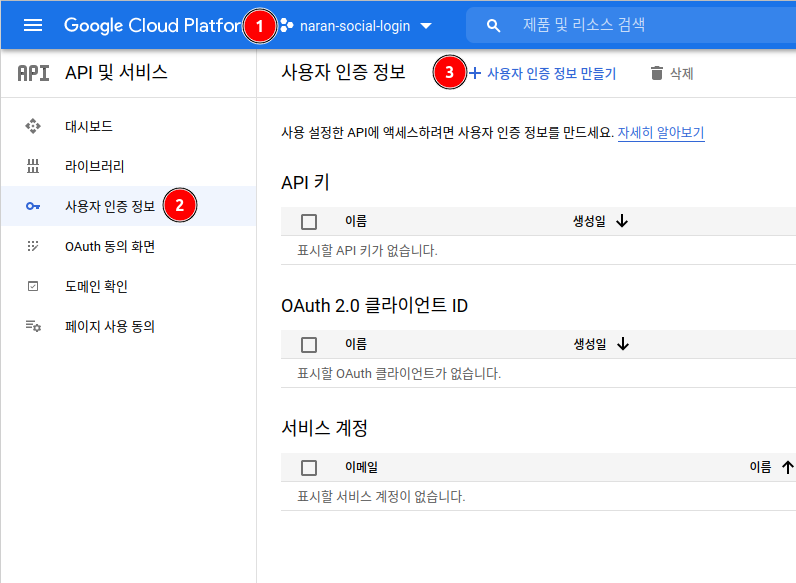 Google Cloud Platfor 1 naran-social-login 제품 및 리소스 검색
API API 및 서비스
사용자 인증 정보 3 + 사용자 인증 정보 만들기 삭제
대시보드
라이브러리
사용자 인증 정보 2
OAuth 동의 화면
도메인 확인
페이지 사용 동의
사용 설정한 API에 액세스하려면 사용자 인증 정보를 만드세요. 자세히 알아보기
API 키
이름 생성일 ↓
표시할 API 키가 없습니다.
OAuth 2.0 클라이언트 ID
이름 생성일 ↓
표시할 OAuth 클라이언트가 없습니다.
서비스 계정
이메일 이름 ↑
표시할 서비스 계정이 없습니다.